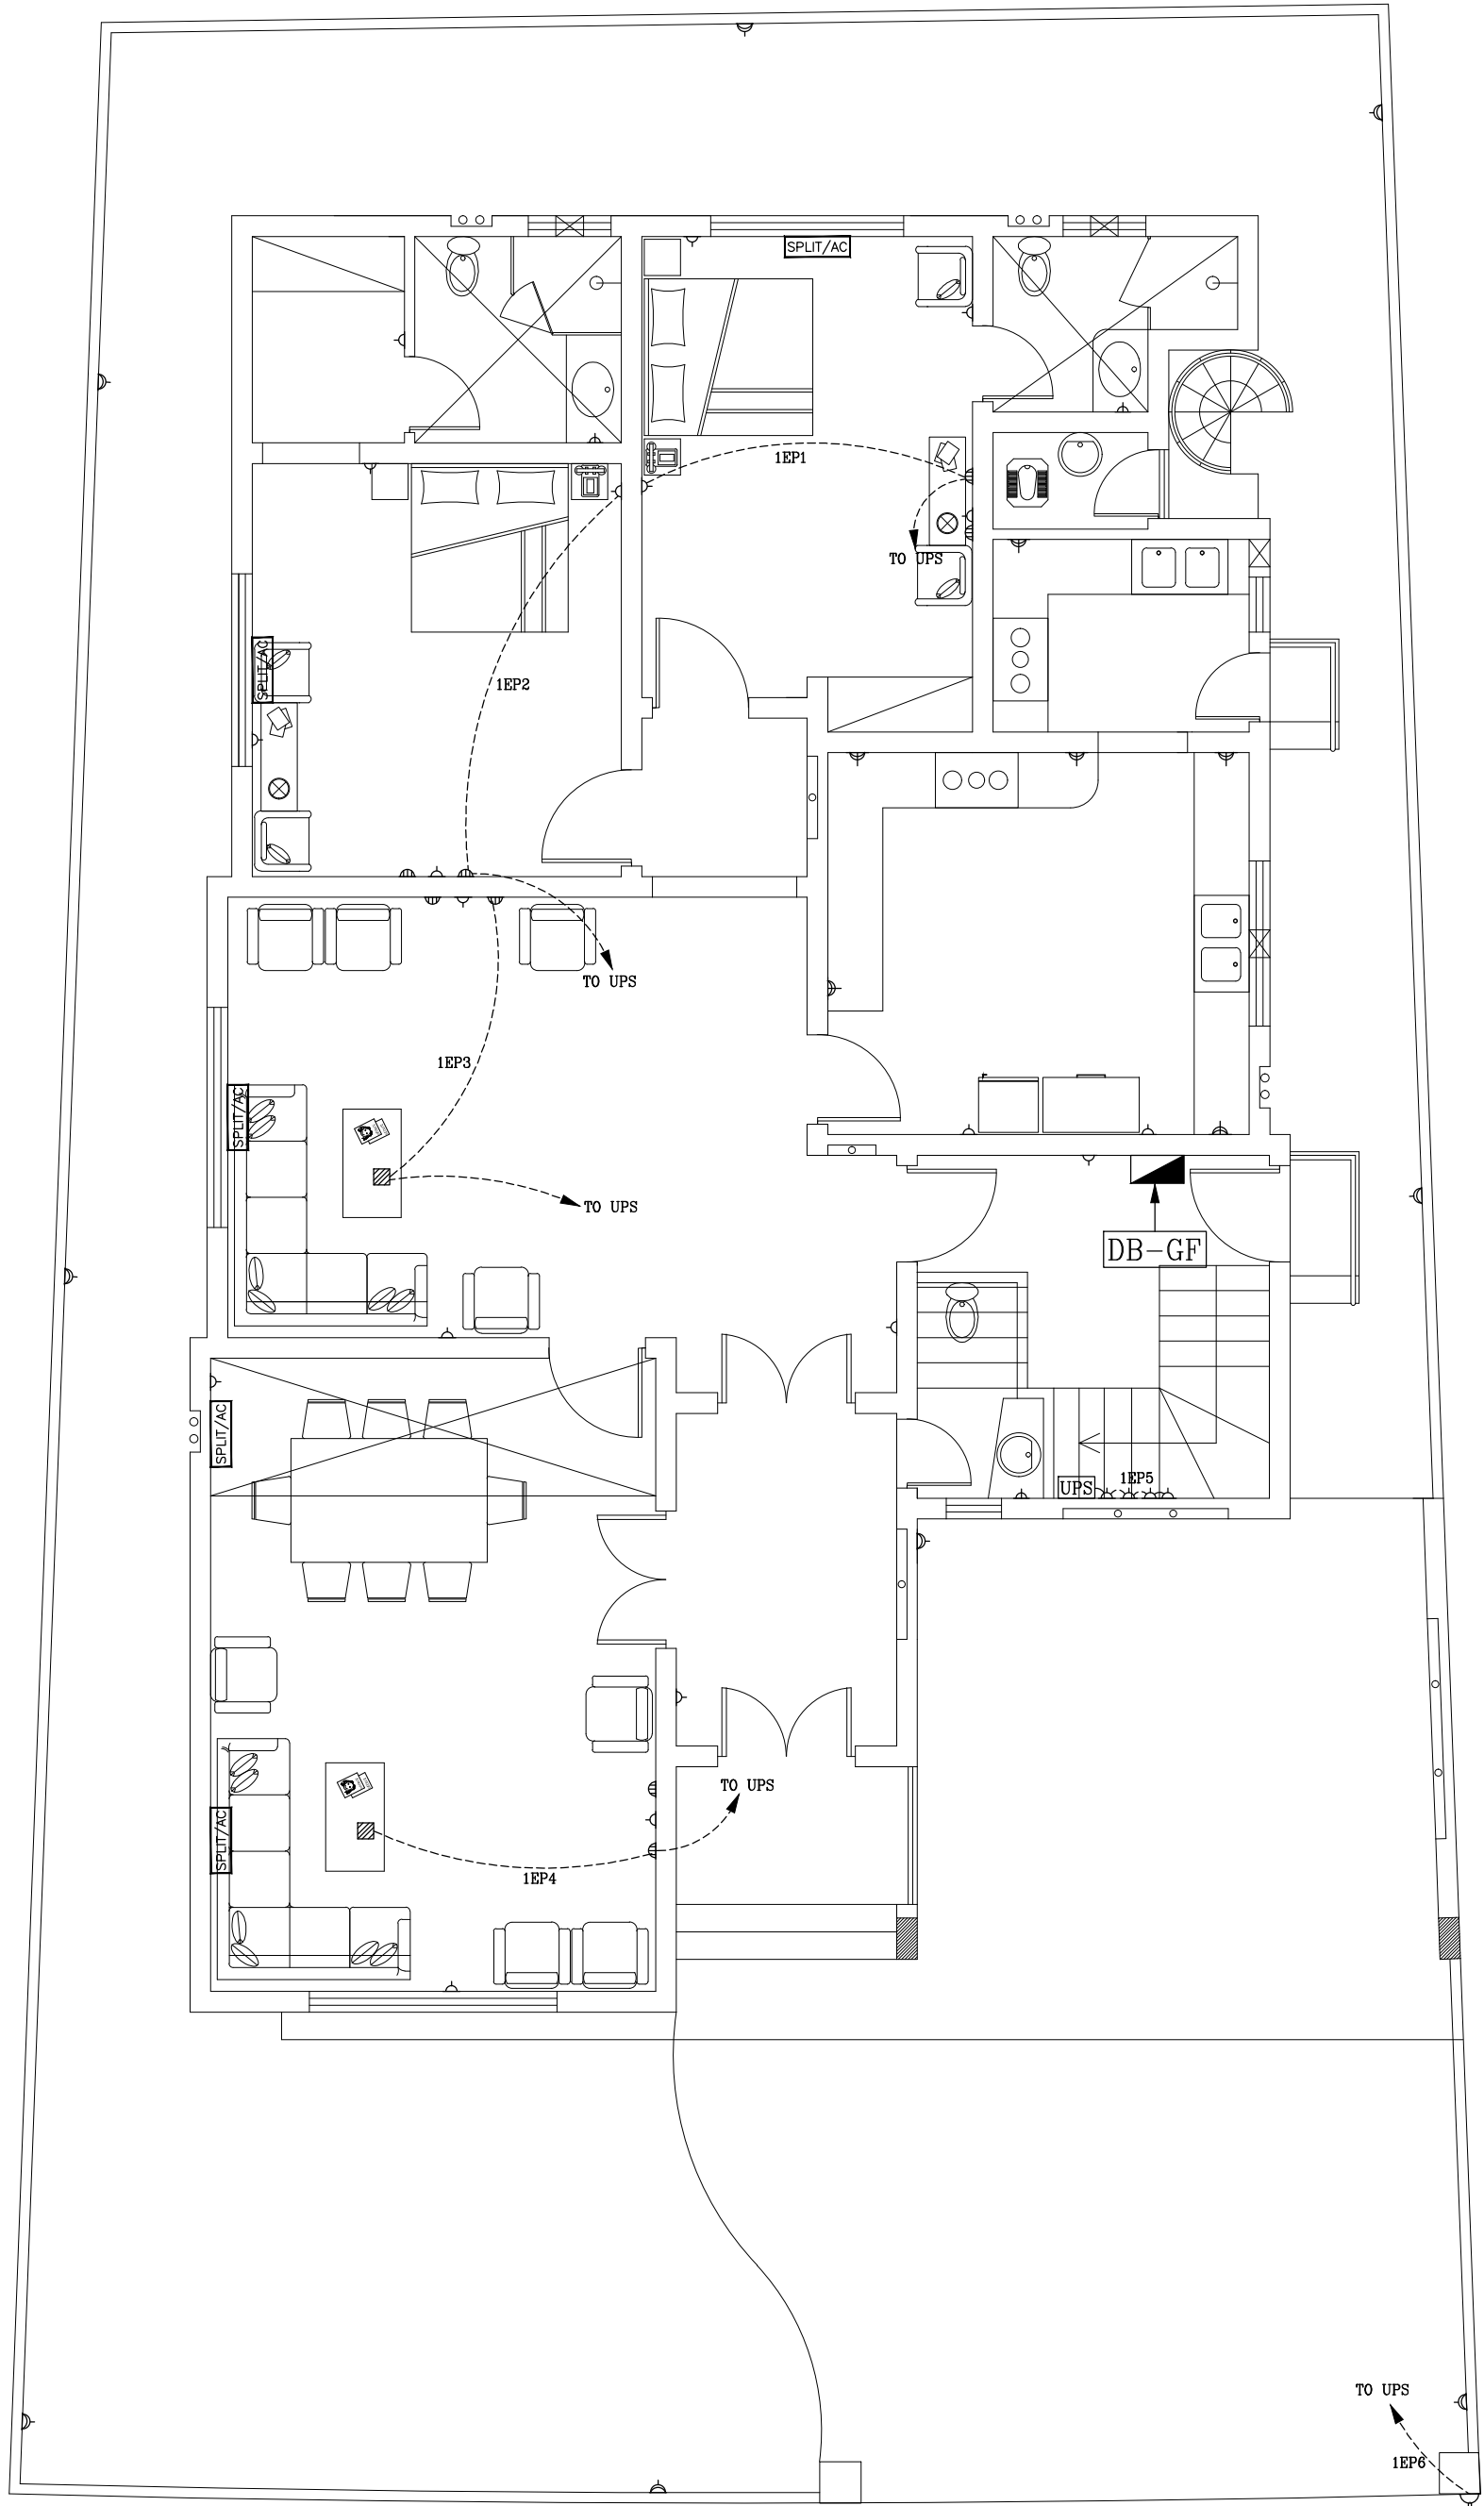 SPLIT/AC
1EP1
TO UPS
SPLIT/AC
1EP2
TO UPS
1EP3
SPLIT/AC
TO UPS
DB-GF
SPLIT/AC
1EP5
UPS
TO UPS
SPLIT/AC
1EP4
TO UPS
1EP6